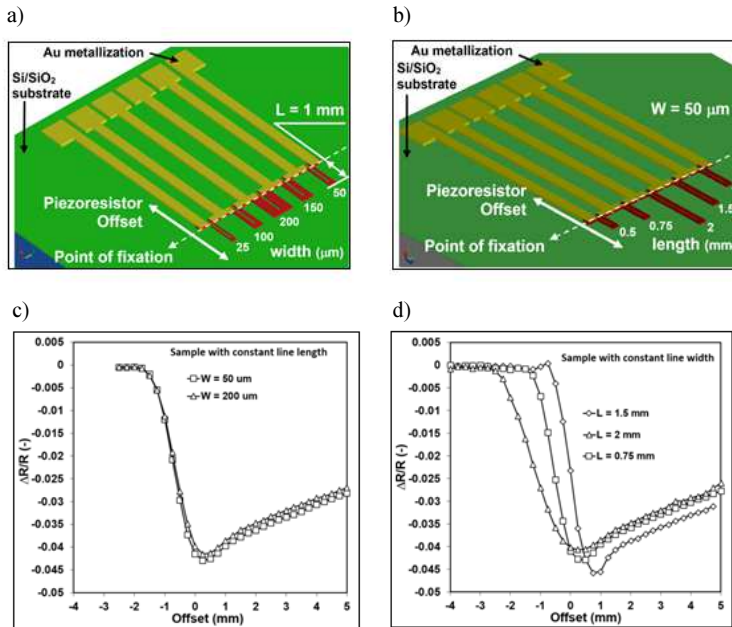 a)
Au metallization
Si/SiO2
substrate
L = 1 mm
Piezoresistor
Offset
Point of fixation
25
100
200
150
50
width (µm)
b)
Au metallization
Si/SiO2
substrate
W = 50 µm
Piezoresistor
Offset
Point of fixation
0.5
0.75
2
1.5
length (mm)
c)
Sample with constant line length
W = 50 um
W = 200 um
ΔR/R (-)
0.005
0
-0.005
-0.01
-0.015
-0.02
-0.025
-0.03
-0.035
-0.04
-0.045
-0.05
-4 -3 -2 -1 0 1 2 3 4 5
Offset (mm)
d)
Sample with constant line width
L = 1.5 mm
L = 2 mm
L = 0.75 mm
ΔR/R (-)
0.005
0
-0.005
-0.01
-0.015
-0.02
-0.025
-0.03
-0.035
-0.04
-0.045
-0.05
-4 -3 -2 -1 0 1 2 3 4 5
Offset (mm)